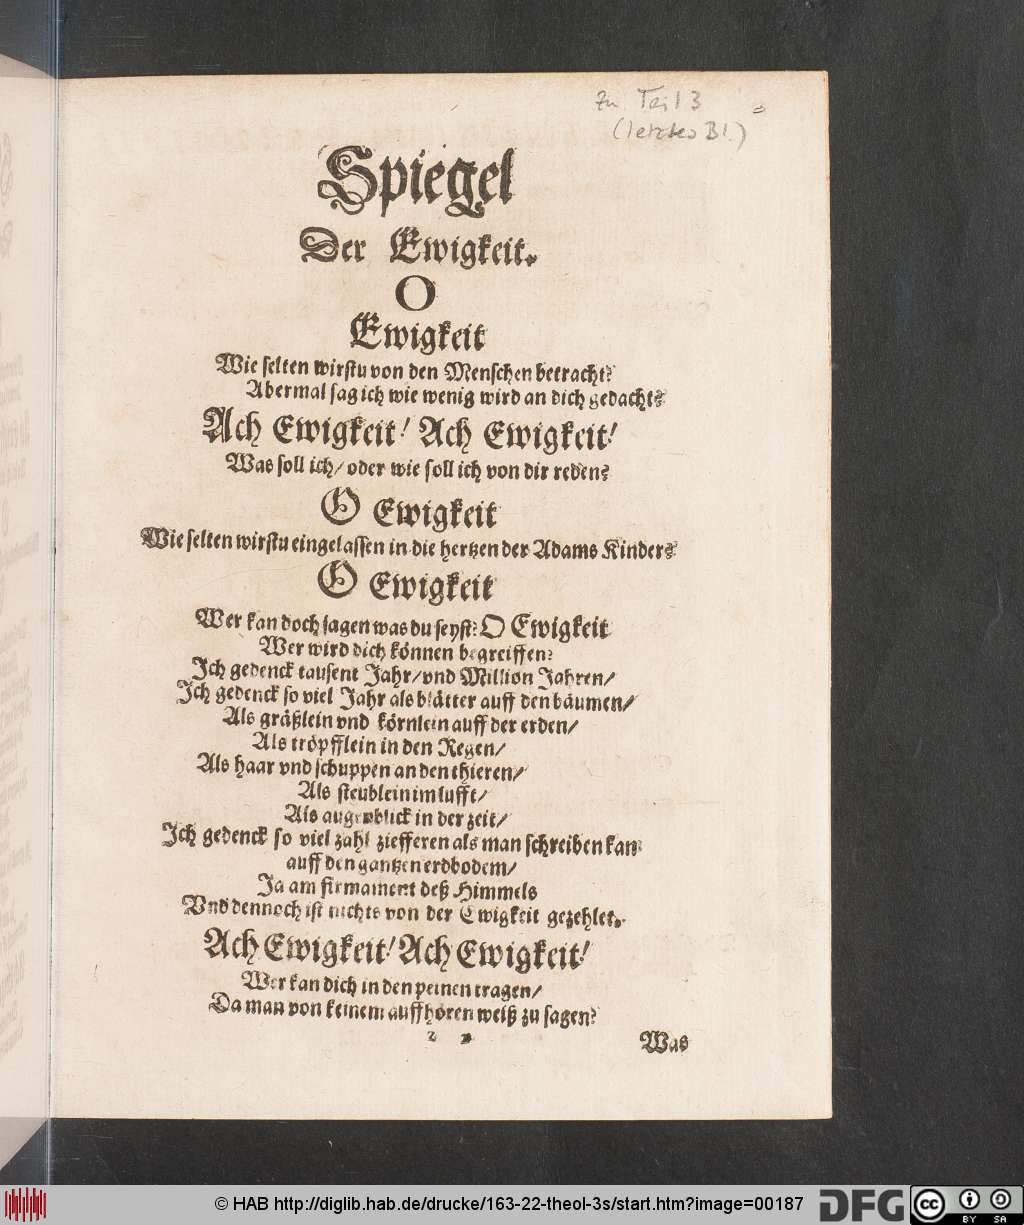 Zu Teil 3
(letztes Bl.)
Spiegel
Der Ewigkeit.
O
Ewigkeit
Wie selten wirstu von den Menschen betracht?
Abermal sag ich wie wenig wird an dich gedacht?
Ach Ewigkeit! Ach Ewigkeit!
Was soll ich/ oder wie soll ich von dir reden?
O Ewigkeit
Wie selten wirstu eingelassen in die hertzen der Adams Kinder?
O Ewigkeit
Wer kan doch sagen was du seyst: O Ewigkeit
Wer wird dich können begreiffen?
Ich gedenck tausent Jahr/ vnd Million Jahren/
Ich gedenck so viel Jahr als blätter auff den bäumen/
Als gräßlein vnd körnlein auff der erden/
Als tröpfflein in den Regen/
Als haar vnd schuppen an den thieren/
Als steublein im lufft/
Als augenblick in der zeit/
Ich gedenck so viel zahl ziefferen als man schreiben kan
auff den gantzen erdbodem/
Ja am firmament deß Himmels
Vnd dennoch ist nichts von der Ewigkeit gezehlet.
Ach Ewigkeit! Ach Ewigkeit!
Wer kan dich in den peinen tragen/
Da man von keinem auffhören weiß zu sagen?
Was
© HAB http://diglib.hab.de/drucke/163-22-theol-3s/start.htm?image=00187
DFG
cc BY SA